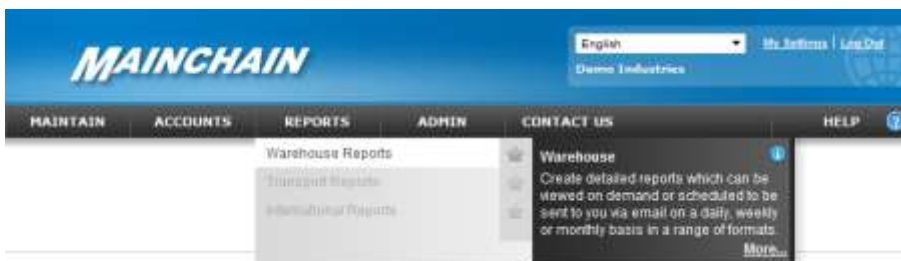 English
My Settings | Log Out
MAINCHAIN
Demo Industries
MAINTAIN ACCOUNTS REPORTS ADMIN CONTACT US HELP ?
Warehouse Reports
Transport Reports
International Reports
Warehouse i
Create detailed reports which can be
viewed on demand or scheduled to be
sent to you via email on a daily, weekly
or monthly basis in a range of formats.
More...